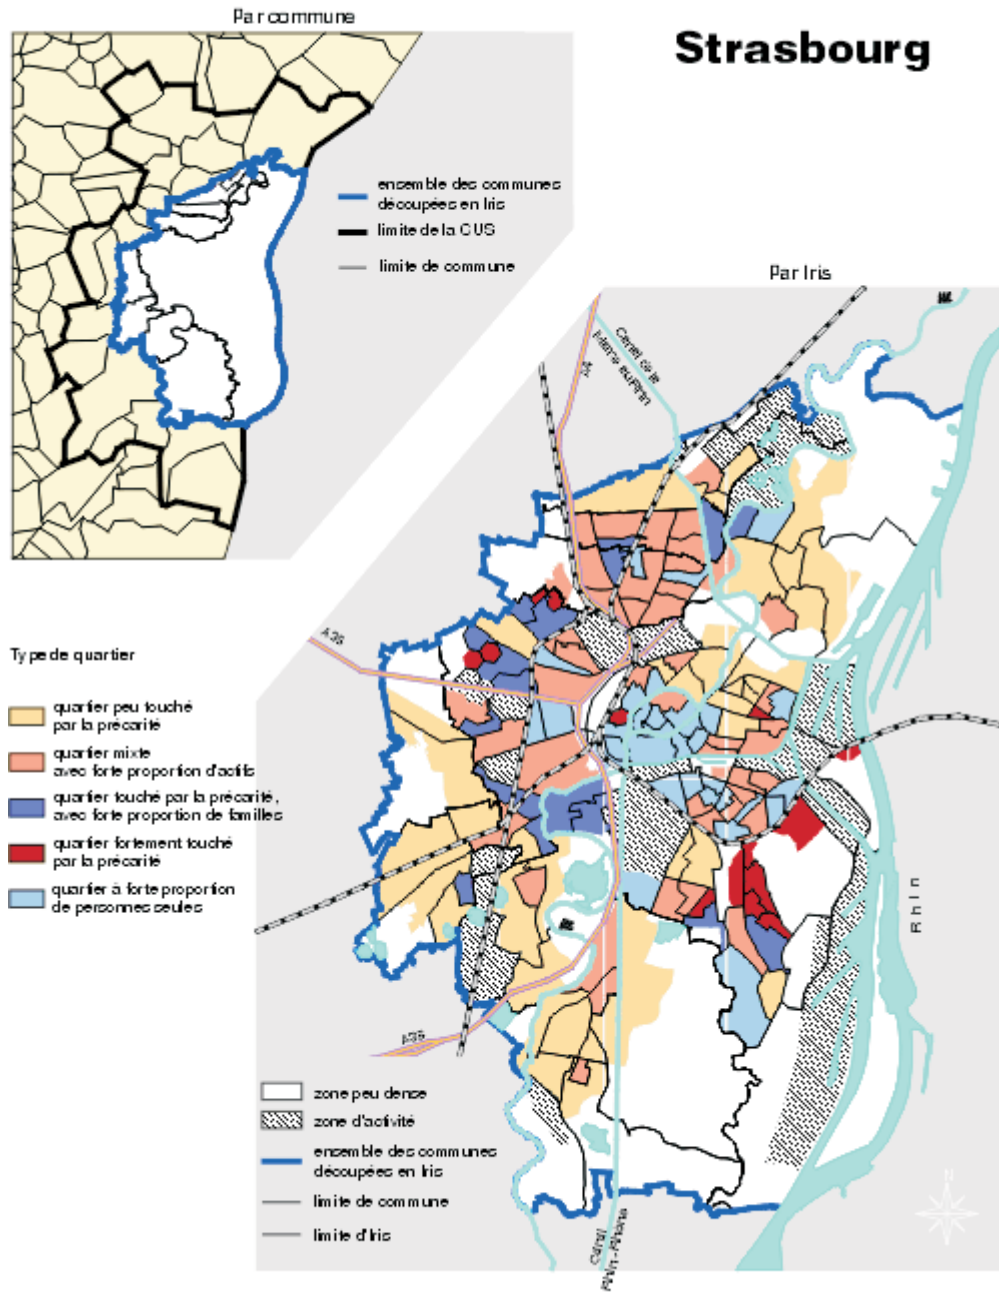 Par commune
Strasbourg
ensemble des communes
découpées en Iris
limite de la CUS
limite de commune
Par Iris
Canal de la
Marne au Rhin
A4
A35
Type de quartier
quartier peu touché
par la précarité
quartier mixte
avec forte proportion d'actifs
quartier touché par la précarité,
avec forte proportion de familles
quartier fortement touché
par la précarité
quartier à forte proportion
de personnes seules
Rhin
A35
zone peu dense
zone d'activité
ensemble des communes
découpées en Iris
limite de commune
limite d'Iris
Canal
Rhin-Rhone
N